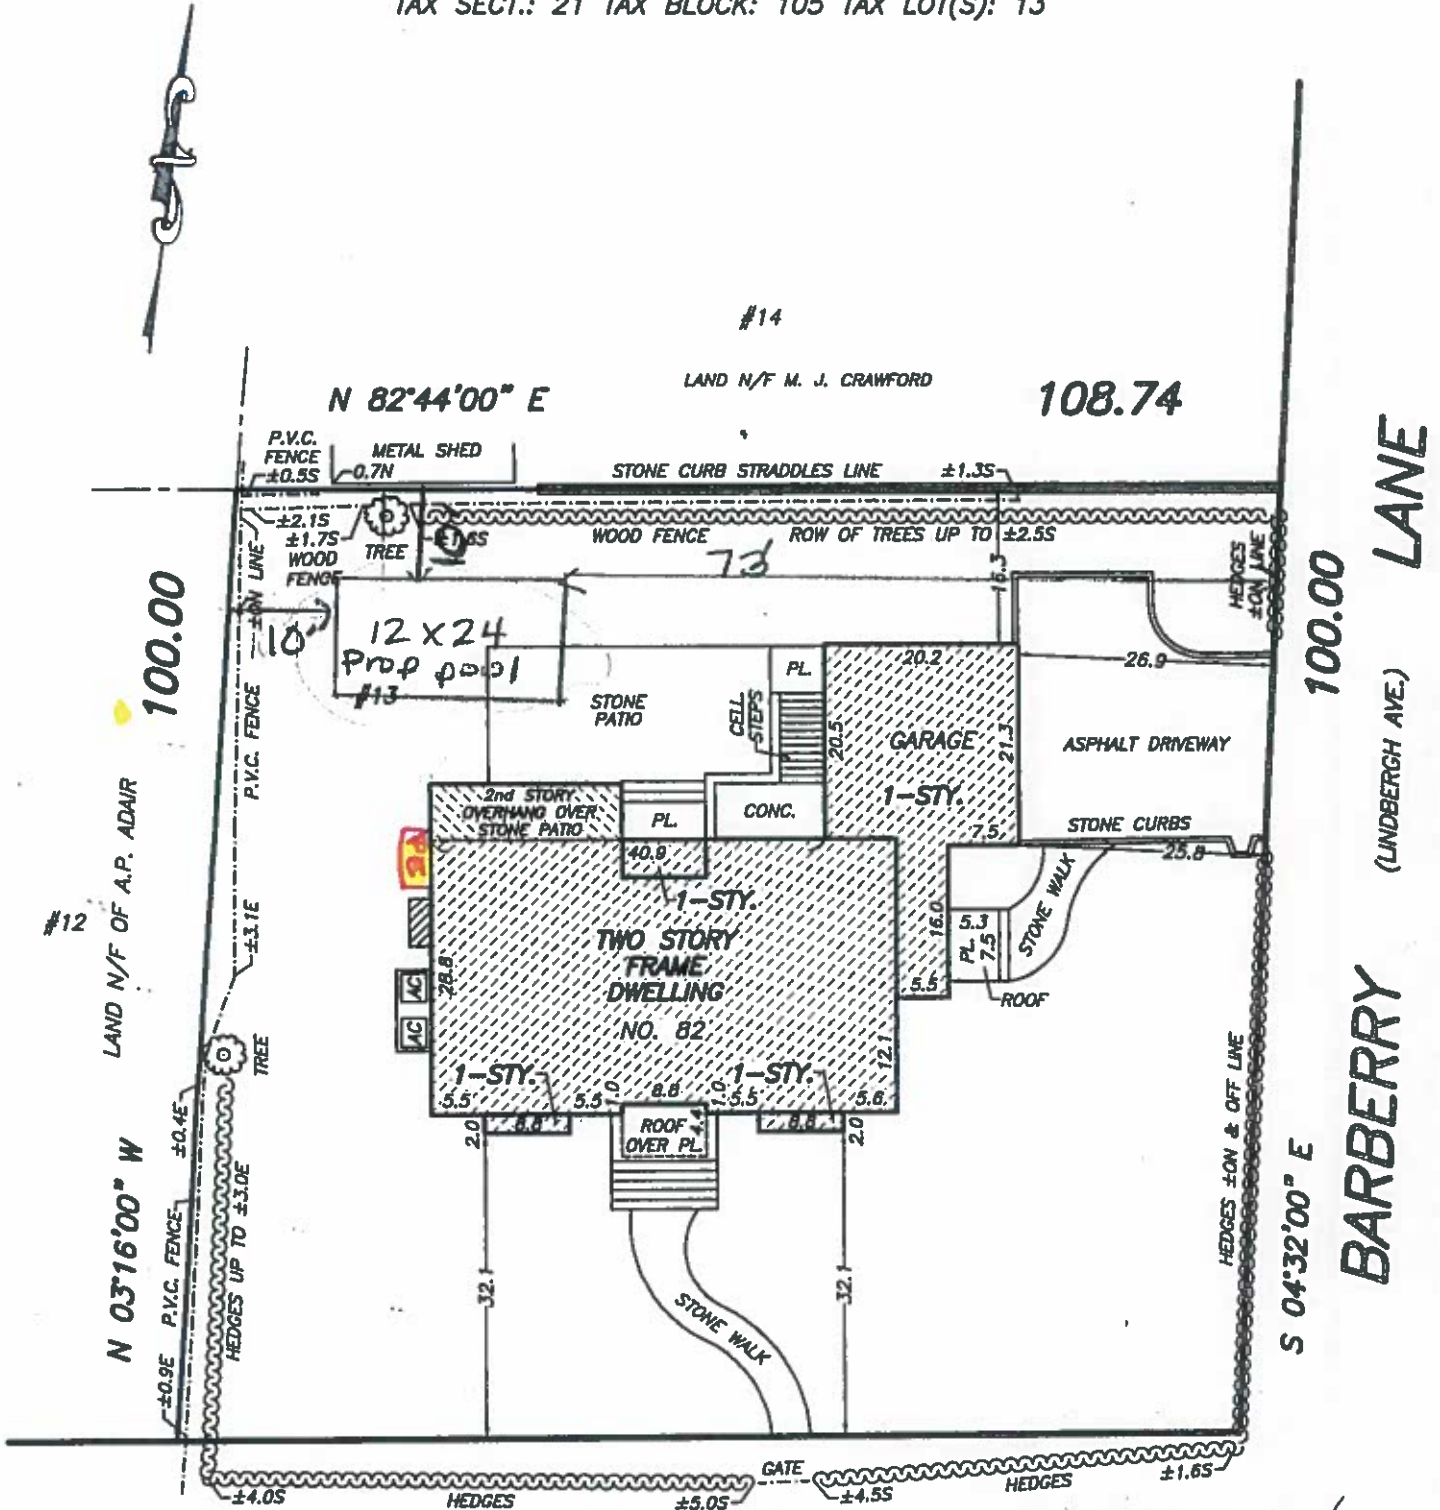 TAX SECT.: 21 TAX BLOCK: 105 TAX LOT(S): 13
#14
LAND N/F M. J. CRAWFORD
N 82°44'00" E
108.74
P.V.C.
FENCE
±0.5S
METAL SHED
0.7N
STONE CURB STRADDLES LINE
±1.3S
±2.1S
±1.7S
WOOD
FENCE
TREE
WOOD FENCE
ROW OF TREES UP TO ±2.5S
73'
16.3
HEDGES
±ON LINE
±ON LINE
10'
12 x 24
Prop pool
#13
100.00
P.V.C. FENCE
STONE
PATIO
PL.
CELL
STEPS
20.2
20.5
GARAGE
21.3
1-STY.
7.5
26.9
ASPHALT DRIVEWAY
STONE CURBS
25.8
100.00
BARBERRY LANE
(LINDBERGH AVE.)
2nd STORY
OVERHANG OVER
STONE PATIO
PL.
CONC.
40.9
1-STY.
#12
LAND N/F OF A.P. ADAIR
±3.1E
28.8
AC
AC
TWO STORY
FRAME
DWELLING
NO. 82
16.0
5.3
PL.
7.5
STONE WALK
5.5
ROOF
12.1
TREE
1-STY.
5.5
8.8
2.0
5.5
1.0
8.8
1.0
5.5
1-STY.
5.6
8.8
2.0
ROOF
OVER PL.
4.4
32.1
32.1
STONE WALK
N 03°16'00" W
±0.4E
P.V.C. FENCE
±0.9E
HEDGES UP TO ±3.0E
HEDGES ±ON & OFF LINE
S 04°32'00" E
±4.0S
HEDGES
±5.0S
GATE
±4.5S
HEDGES
±1.6S